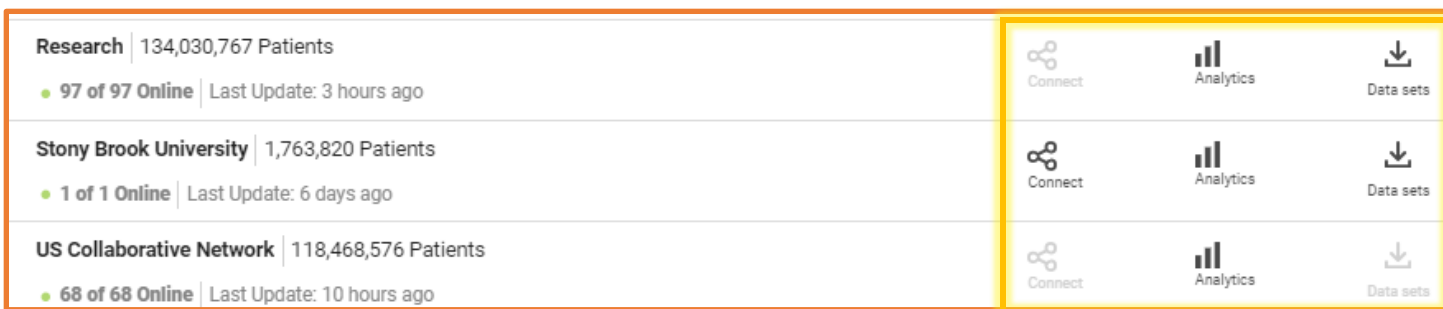 Research | 134,030,767 Patients
Connect Analytics Data sets
97 of 97 Online | Last Update: 3 hours ago
Stony Brook University | 1,763,820 Patients
Connect Analytics Data sets
1 of 1 Online | Last Update: 6 days ago
US Collaborative Network | 118,468,576 Patients
Connect Analytics Data sets
68 of 68 Online | Last Update: 10 hours ago